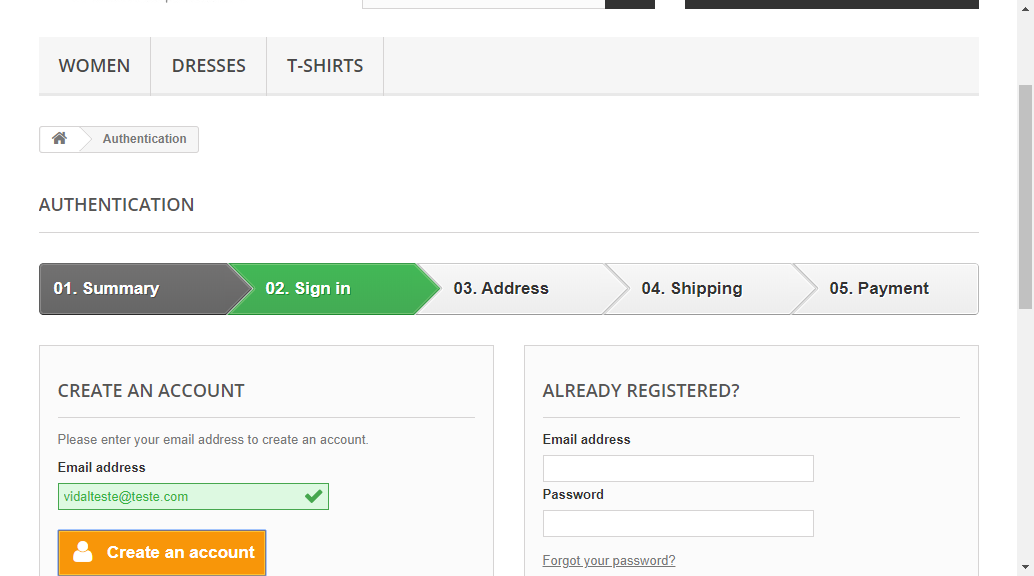 WOMEN DRESSES T-SHIRTS
Authentication
AUTHENTICATION
01. Summary 02. Sign in 03. Address 04. Shipping 05. Payment
CREATE AN ACCOUNT
Please enter your email address to create an account.
Email address
vidalteste@teste.com
Create an account
ALREADY REGISTERED?
Email address
Password
Forgot your password?